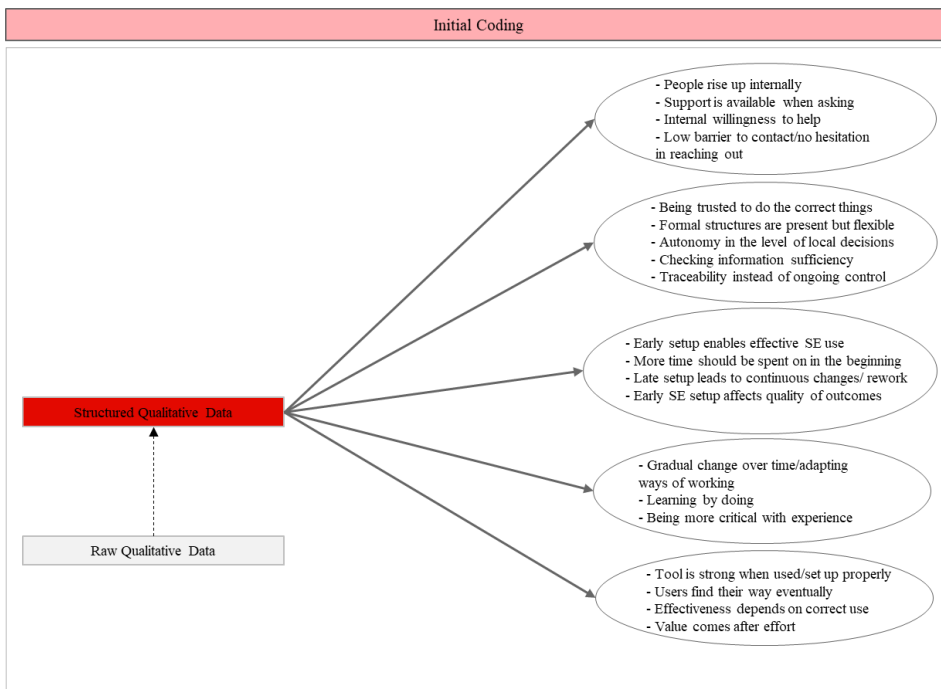 Initial Coding
- People rise up internally
- Support is available when asking
- Internal willingness to help
- Low barrier to contact/no hesitation
in reaching out
- Being trusted to do the correct things
- Formal structures are present but flexible
- Autonomy in the level of local decisions
- Checking information sufficiency
- Traceability instead of ongoing control
- Early setup enables effective SE use
- More time should be spent on in the beginning
- Late setup leads to continuous changes/ rework
- Early SE setup affects quality of outcomes
Structured Qualitative Data
- Gradual change over time/adapting
ways of working
- Learning by doing
- Being more critical with experience
Raw Qualitative Data
- Tool is strong when used/set up properly
- Users find their way eventually
- Effectiveness depends on correct use
- Value comes after effort